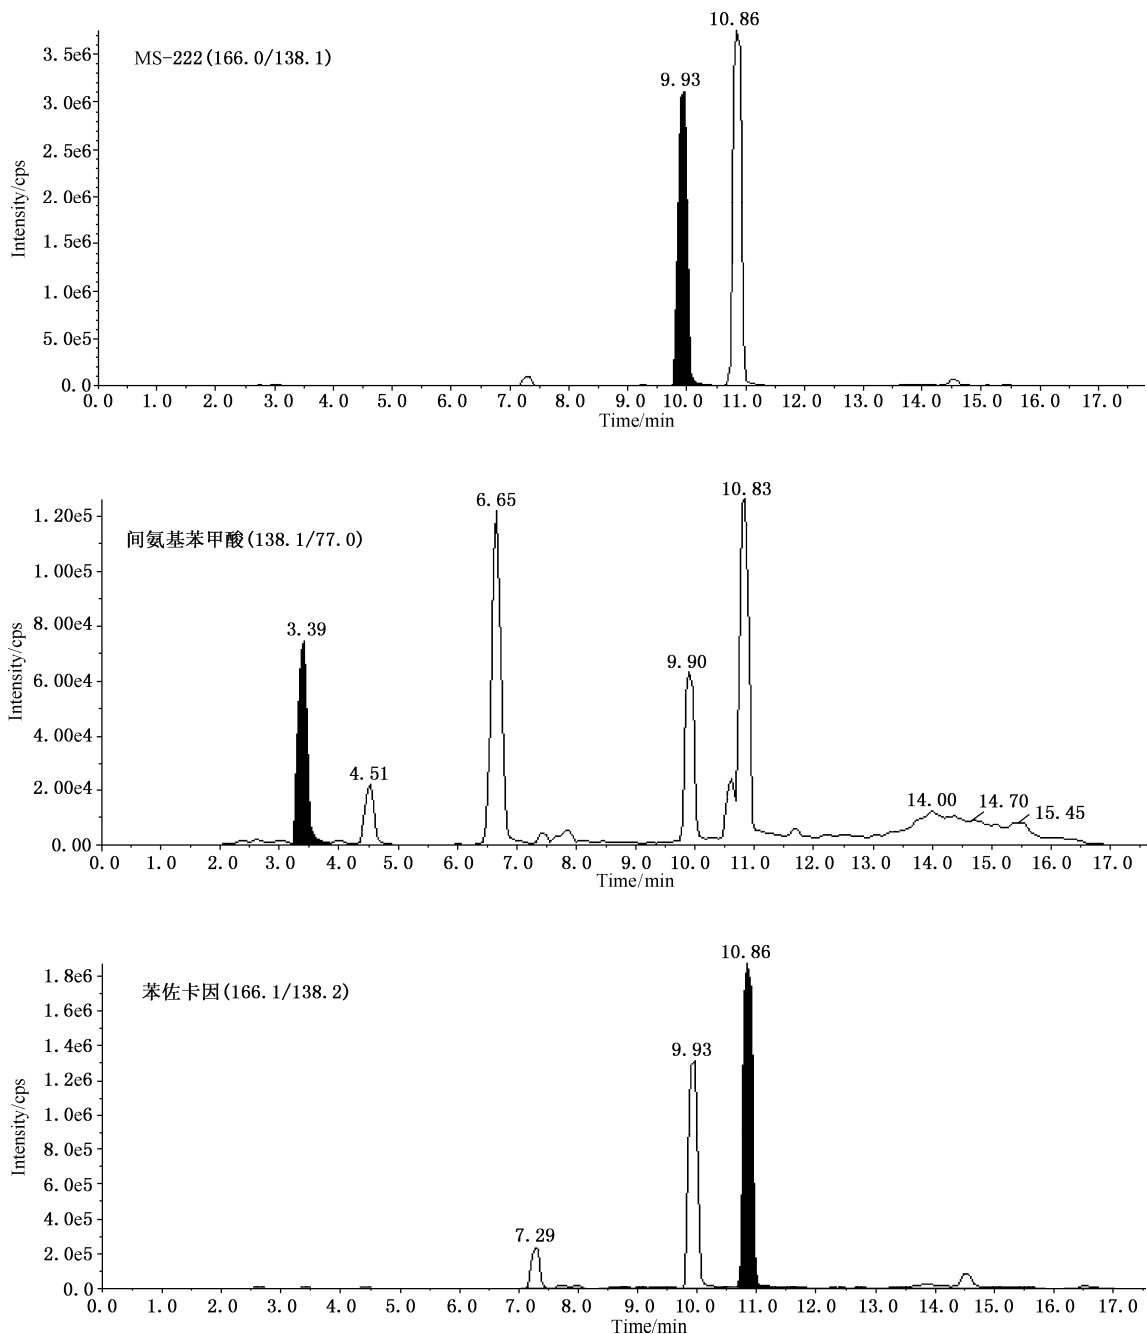 10.86
MS-222(166.0/138.1)
9.93
3.5e6
3.0e6
2.5e6
2.0e6
1.5e6
1.0e6
5.0e5
0.0
Intensity/cps
0.0 1.0 2.0 3.0 4.0 5.0 6.0 7.0 8.0 9.0 10.0 11.0 12.0 13.0 14.0 15.0 16.0 17.0
Time/min
6.65
10.83
1.20e5
间氨基苯甲酸(138.1/77.0)
1.00e5
8.00e4
3.39
9.90
6.00e4
4.00e4
4.51
2.00e4
14.00
14.70
15.45
0.00
Intensity/cps
0.0 1.0 2.0 3.0 4.0 5.0 6.0 7.0 8.0 9.0 10.0 11.0 12.0 13.0 14.0 15.0 16.0 17.0
Time/min
10.86
1.8e6
苯佐卡因(166.1/138.2)
1.6e6
1.4e6
9.93
1.2e6
1.0e6
8.0e5
6.0e5
4.0e5
7.29
2.0e5
0.0
Intensity/cps
0.0 1.0 2.0 3.0 4.0 5.0 6.0 7.0 8.0 9.0 10.0 11.0 12.0 13.0 14.0 15.0 16.0 17.0
Time/min